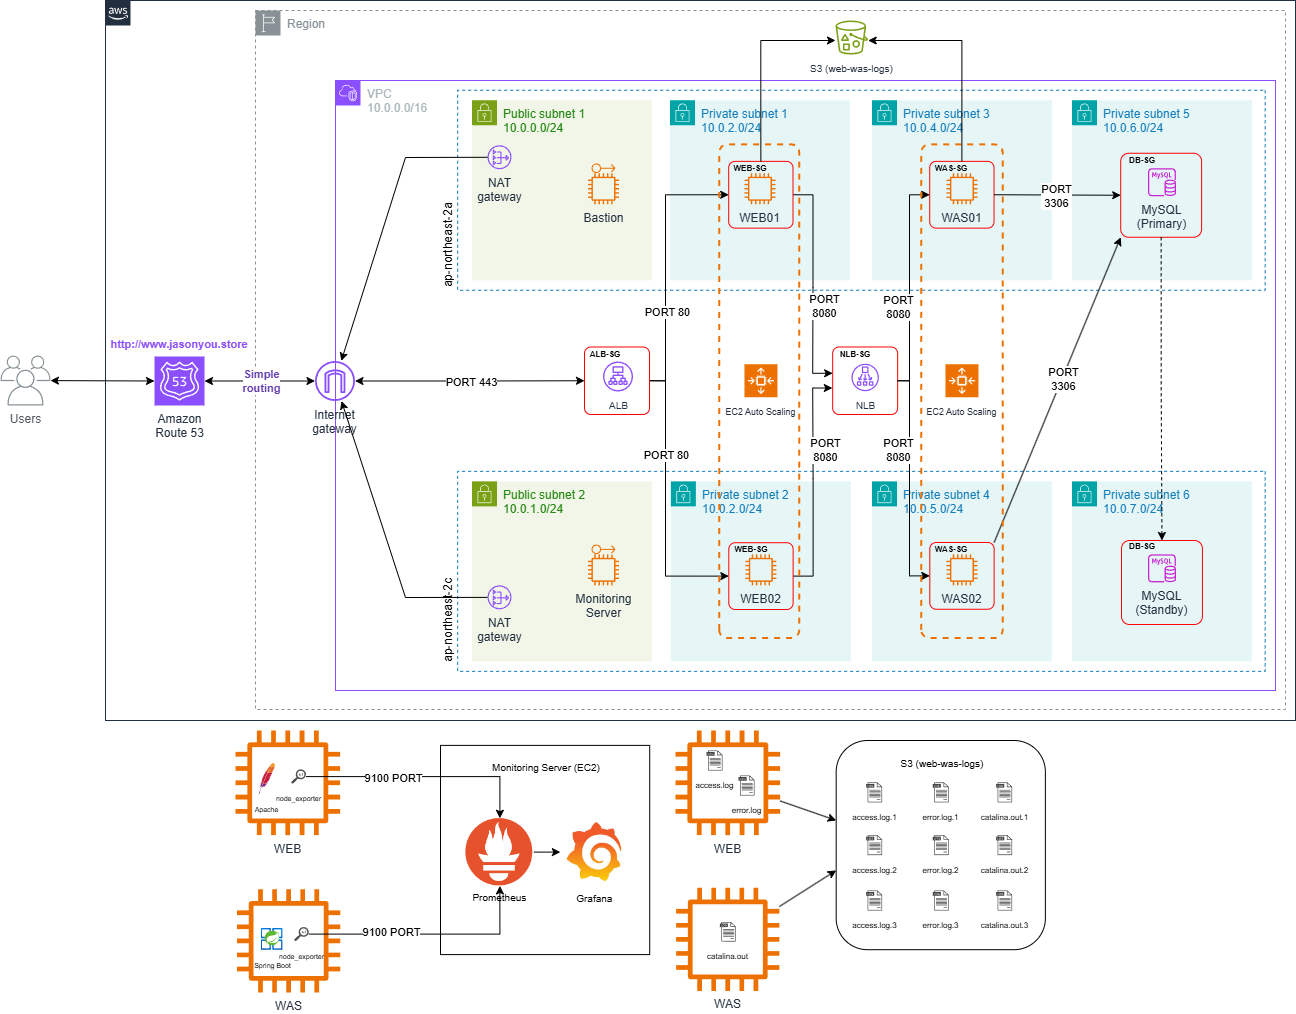 aws
Region
S3 (web-was-logs)
VPC
10.0.0.0/16
Public subnet 1
10.0.0.0/24
Private subnet 1
10.0.2.0/24
Private subnet 3
10.0.4.0/24
Private subnet 5
10.0.6.0/24
NAT
gateway
Bastion
WEB-SG
WEB01
WAS-SG
WAS01
PORT
3306
DB-SG
MySQL
MySQL
(Primary)
ap-northeast-2a
PORT 80
PORT
8080
PORT
8080
http://www.jasonyou.store
Users
53
Amazon
Route 53
Simple
routing
Internet
gateway
PORT 443
ALB-SG
ALB
EC2 Auto Scaling
NLB-SG
NLB
EC2 Auto Scaling
PORT
3306
PORT 80
PORT
8080
PORT
8080
Public subnet 2
10.0.1.0/24
Private subnet 2
10.0.2.0/24
Private subnet 4
10.0.5.0/24
Private subnet 6
10.0.7.0/24
NAT
gateway
Monitoring
Server
WEB-SG
WEB02
WAS-SG
WAS02
DB-SG
MySQL
MySQL
(Standby)
ap-northeast-2c
node_exporter
Apache
WEB
9100 PORT
Monitoring Server (EC2)
Prometheus
Grafana
node_exporter
Spring Boot
WAS
9100 PORT
access.log
error.log
WEB
catalina.out
WAS
S3 (web-was-logs)
access.log.1
error.log.1
catalina.out.1
access.log.2
error.log.2
catalina.out.2
access.log.3
error.log.3
catalina.out.3